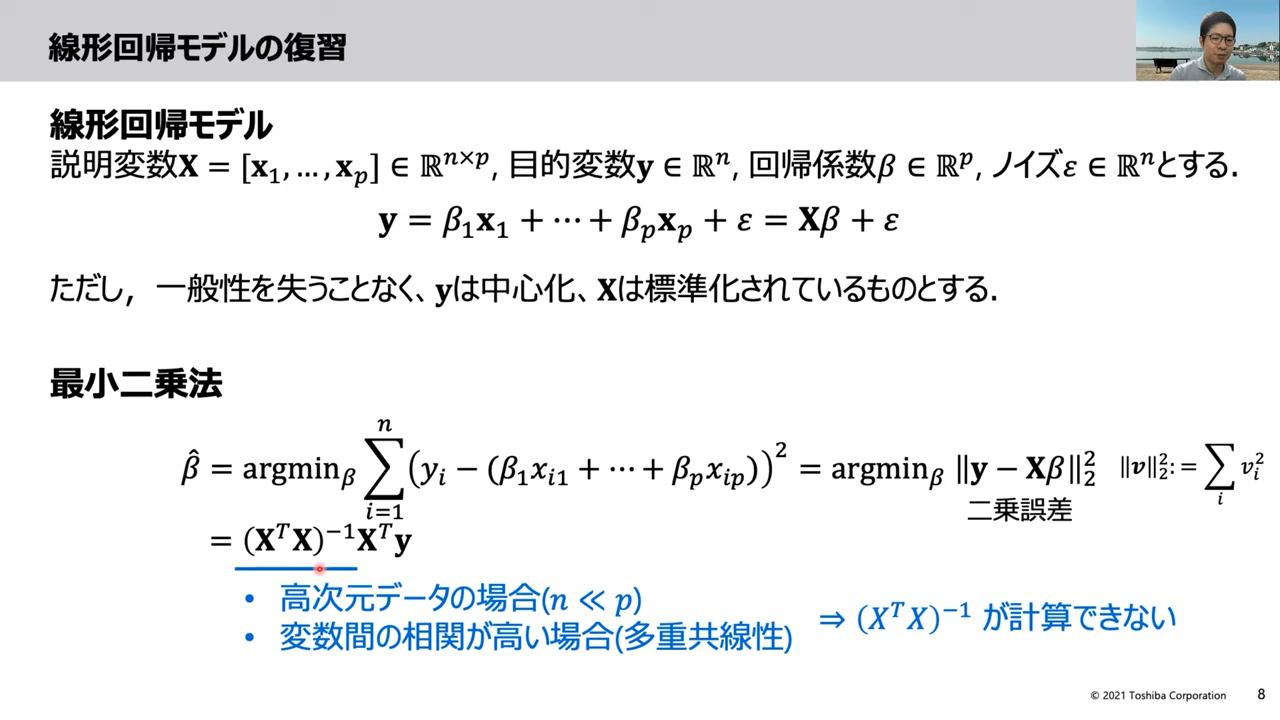 線形回帰モデルの復習
線形回帰モデル
説明変数𝐗 = [𝐱₁, …, 𝐱ₚ] ∈ ℝⁿˣᵖ, 目的変数𝐲 ∈ ℝⁿ, 回帰係数𝛽 ∈ ℝᵖ, ノイズ𝜀 ∈ ℝⁿとする.
𝐲 = 𝛽₁𝐱₁ + ⋯ + 𝛽ₚ𝐱ₚ + 𝜀 = 𝐗𝛽 + 𝜀
ただし，一般性を失うことなく、𝐲は中心化、𝐗は標準化されているものとする.
最小二乗法
𝛽̂ = argmin_𝛽 ∑_{i=1}^{n} (y_i − (𝛽₁x_{i1} + ⋯ + 𝛽ₚx_{ip}))² = argmin_𝛽 ‖𝐲 − 𝐗𝛽‖₂² ‖𝒗‖₂²: = ∑_i v_i²
二乗誤差
= (𝐗ᵀ𝐗)⁻¹𝐗ᵀ𝐲
• 高次元データの場合(n ≪ p)
• 変数間の相関が高い場合(多重共線性)
⇒ (XᵀX)⁻¹ が計算できない
© 2021 Toshiba Corporation 8